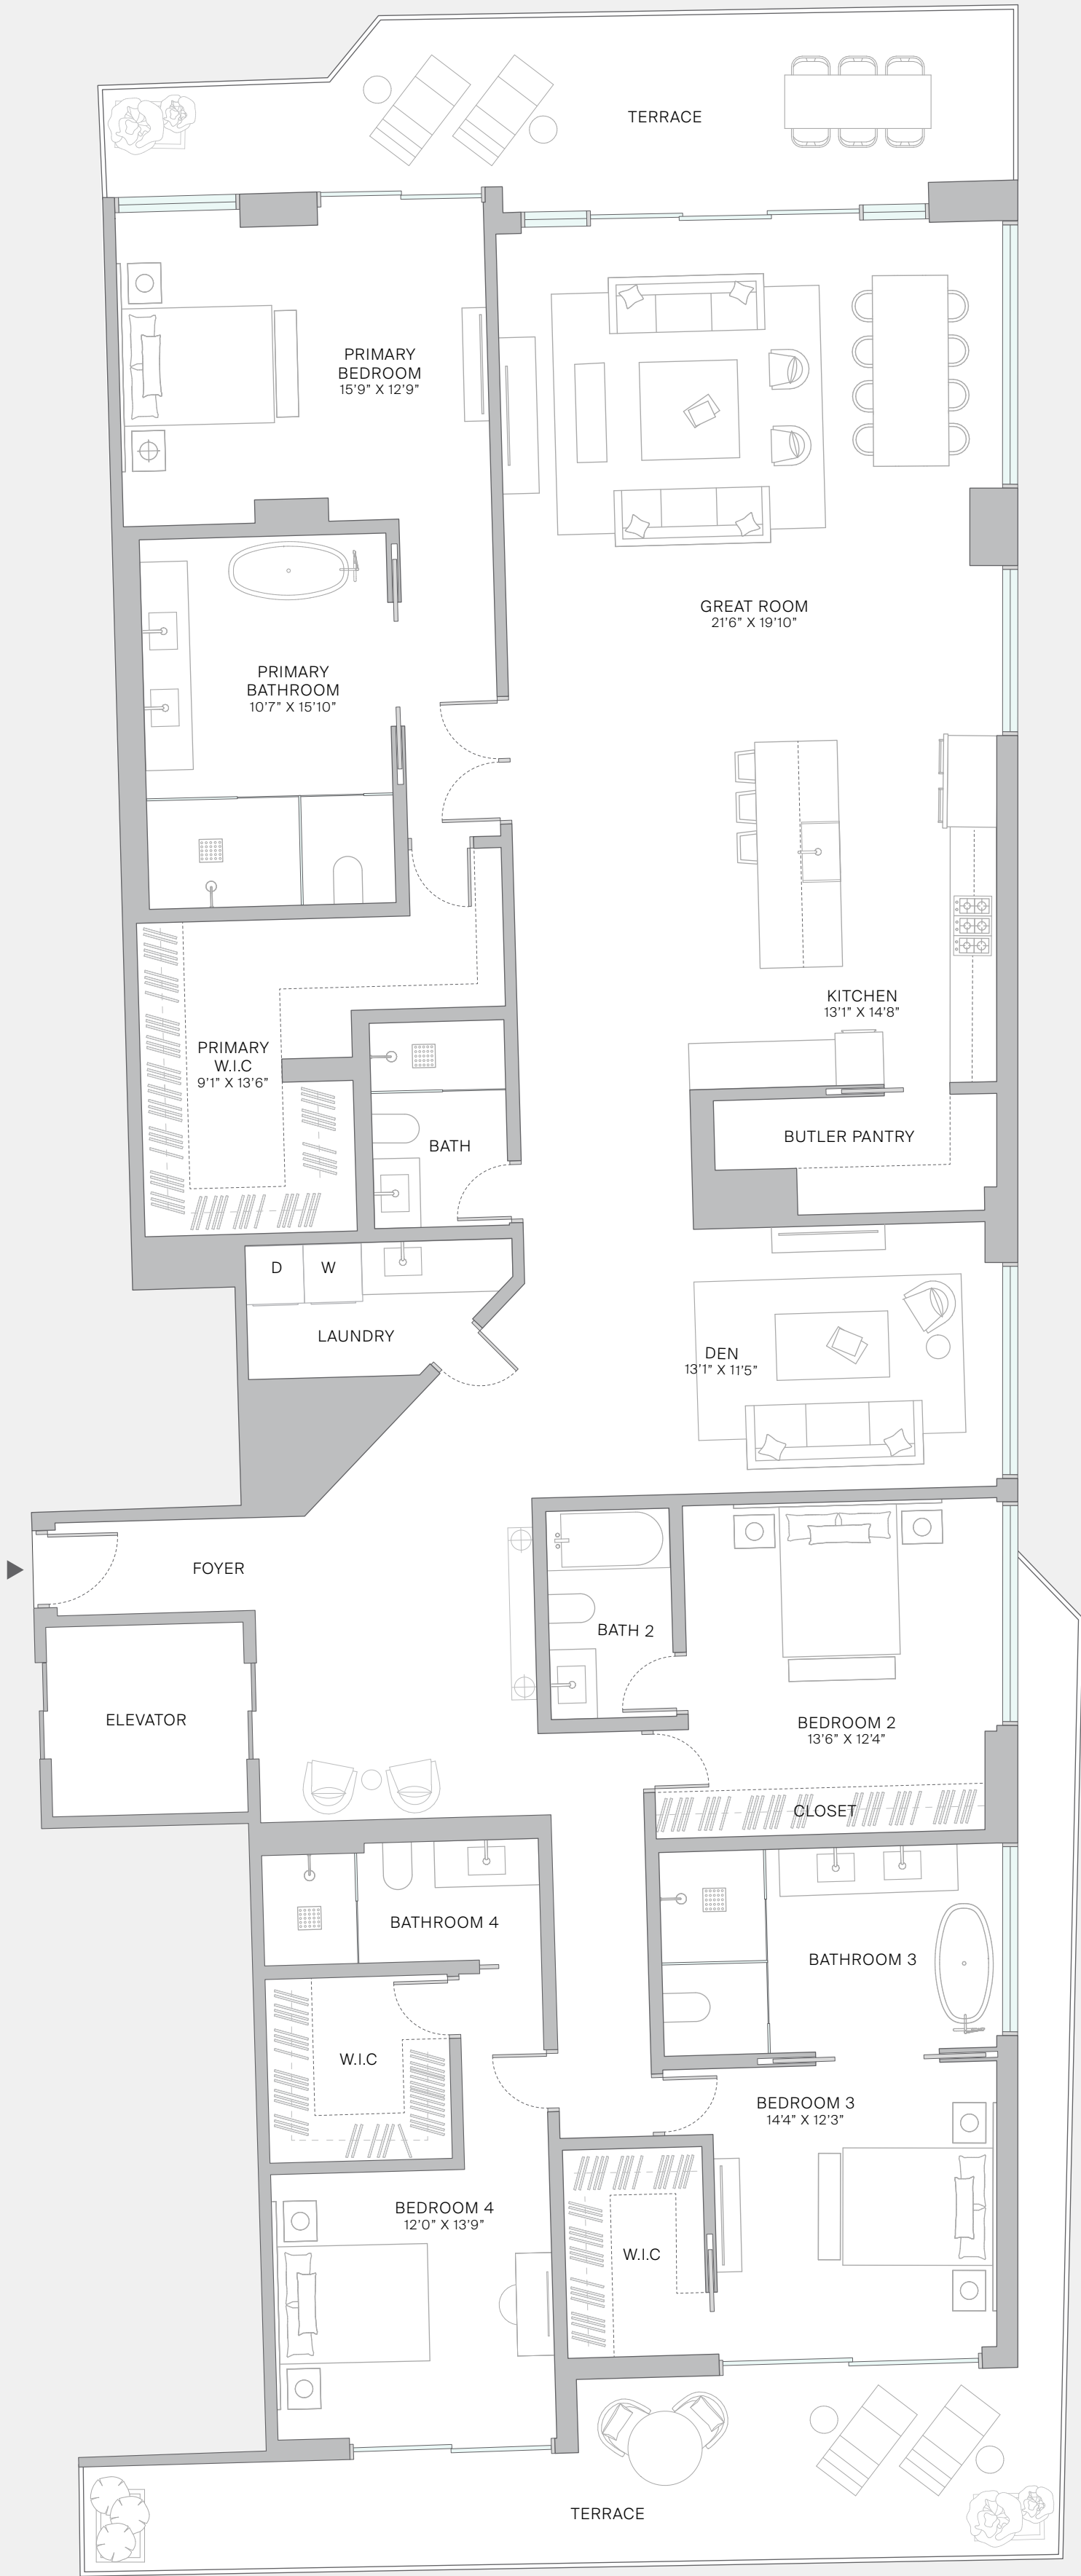 TERRACE
PRIMARY
BEDROOM
15'9" X 12'9"
GREAT ROOM
21'6" X 19'10"
PRIMARY
BATHROOM
10'7" X 15'10"
KITCHEN
13'1" X 14'8"
PRIMARY
W.I.C
9'1" X 13'6"
BATH
BUTLER PANTRY
D
W
LAUNDRY
DEN
13'1" X 11'5"
FOYER
BATH 2
ELEVATOR
BEDROOM 2
13'6" X 12'4"
CLOSET
BATHROOM 4
BATHROOM 3
W.I.C
BEDROOM 3
14'4" X 12'3"
BEDROOM 4
12'0" X 13'9"
W.I.C
TERRACE